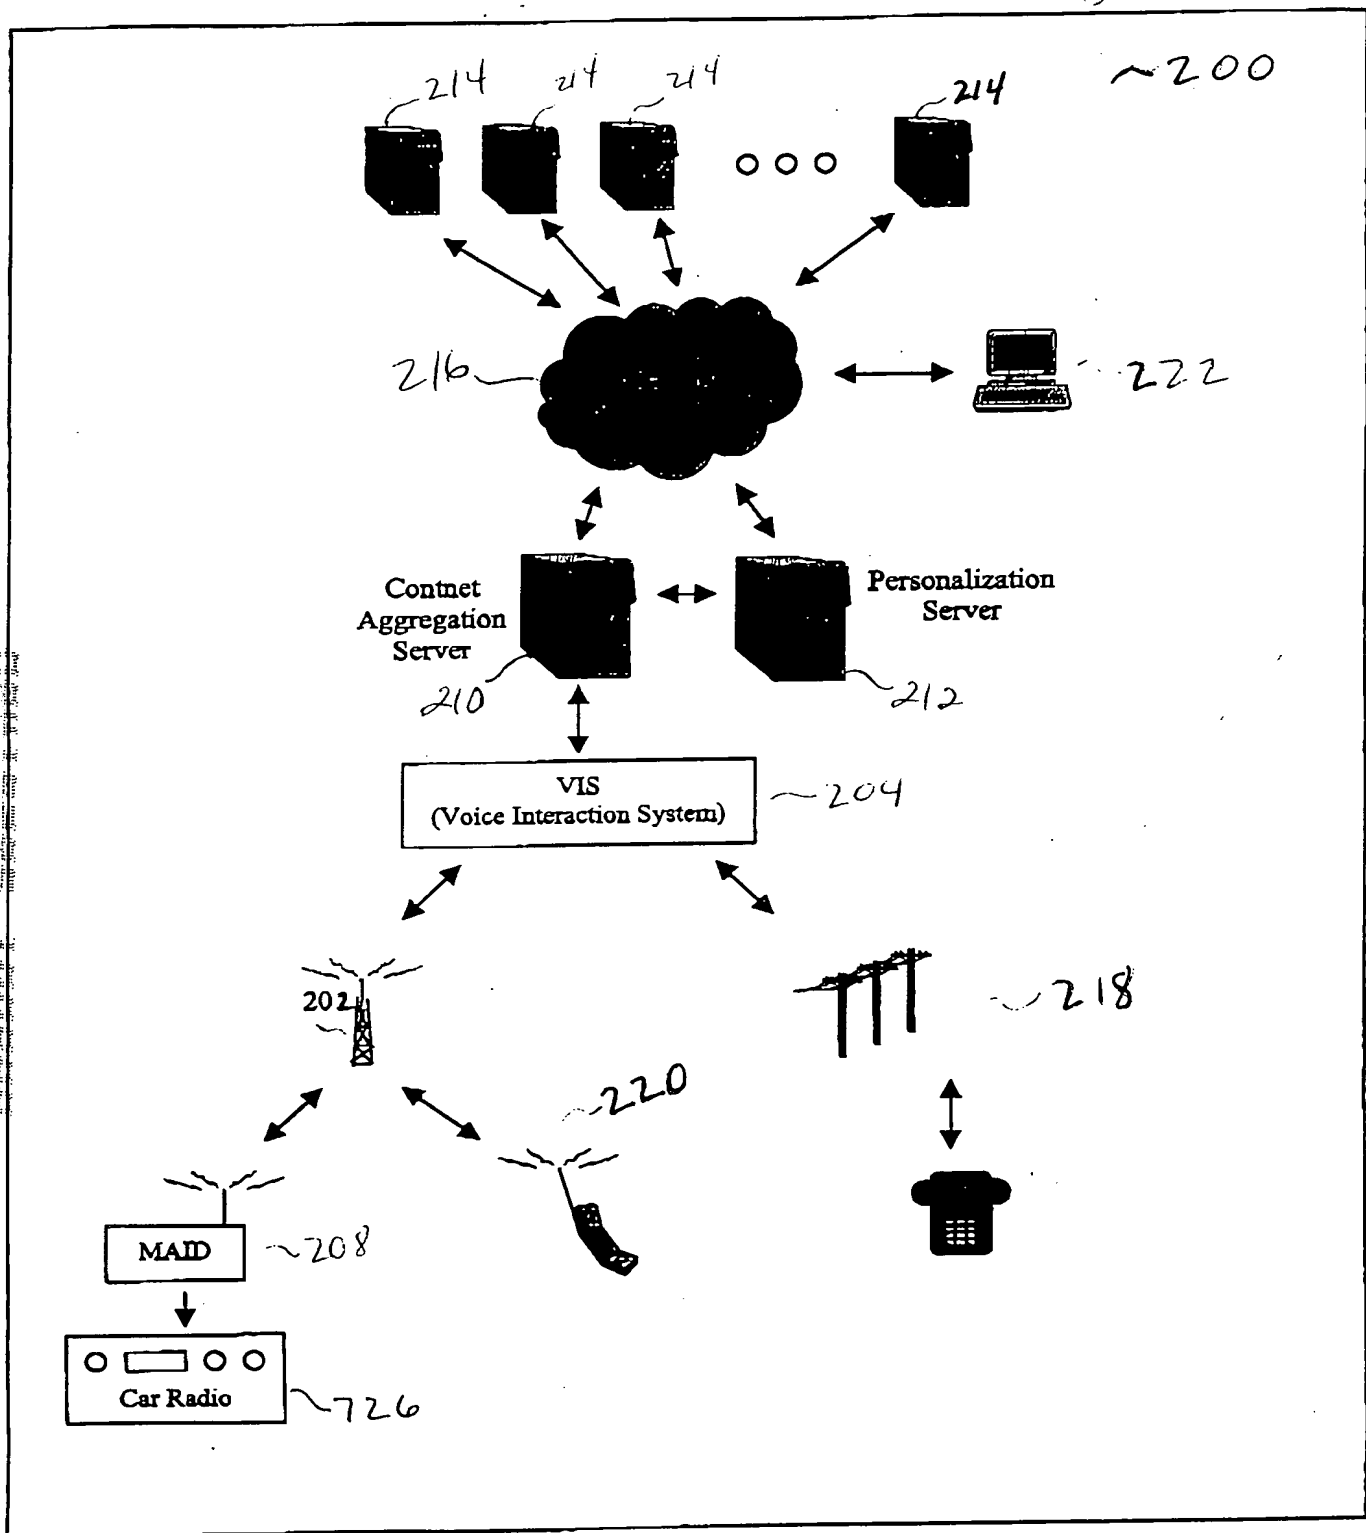 214 214 214 214 200
216 222
Contnet
Aggregation
Server
Personalization
Server
210 212
VIS
(Voice Interaction System)
204
202
218
220
MAID
208
Car Radio
726